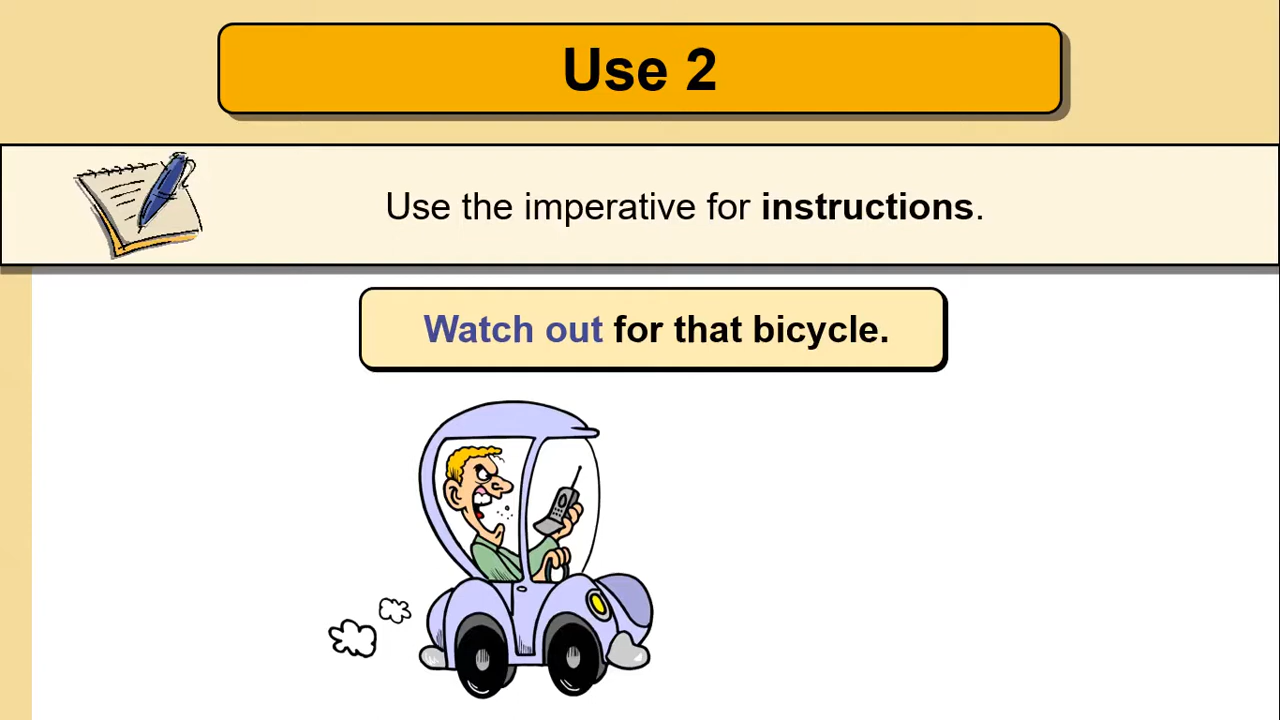 Use 2
Use the imperative for instructions.
Watch out for that bicycle.